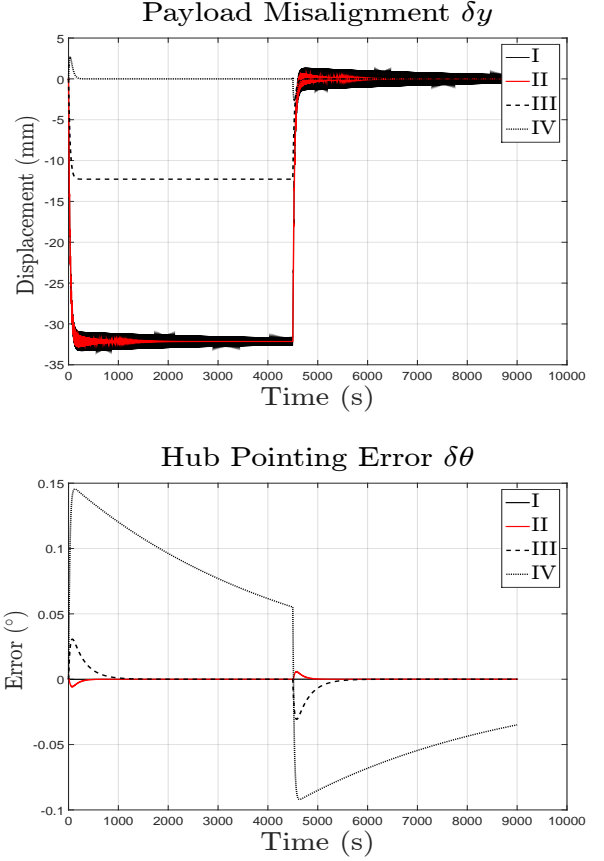 Payload Misalignment δy
Displacement (mm)
5
0
-5
-10
-15
-20
-25
-30
-35
0 1000 2000 3000 4000 5000 6000 7000 8000 9000 10000
Time (s)
I
II
III
IV
Hub Pointing Error δθ
Error (°)
0.15
0.1
0.05
0
-0.05
-0.1
0 1000 2000 3000 4000 5000 6000 7000 8000 9000 10000
Time (s)
I
II
III
IV